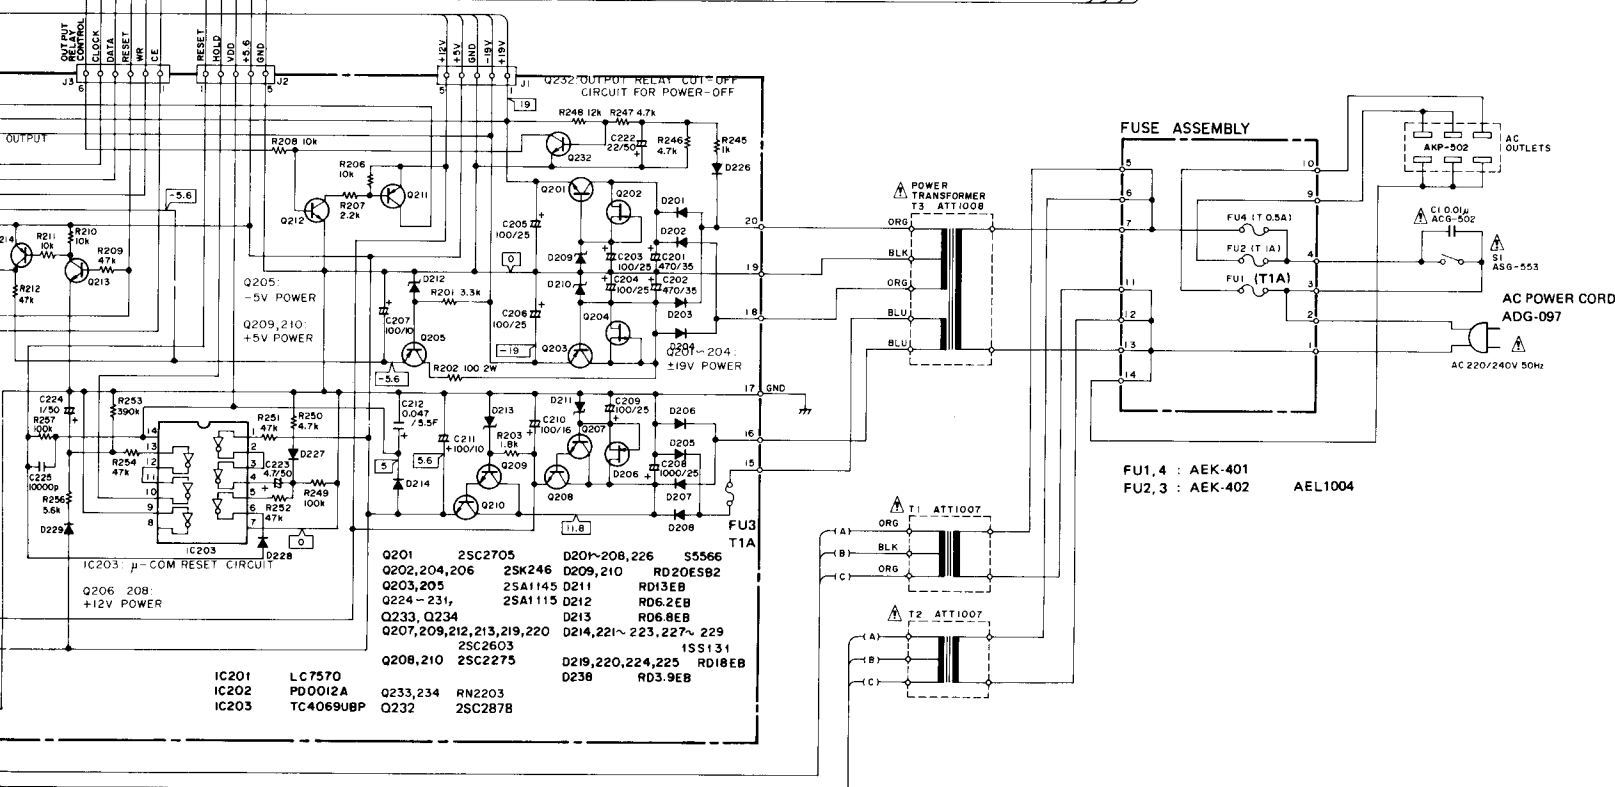 OUTPUT RELAY CONTROL
CLOCK
DATA
RESET
WR
CE
RESET
HOLD
VDD
+5.6
GND
+12V
+5V
GND
-19V
+19V
J3
6
1
1
5
J2
5
1
J1
Q232:OUTPUT RELAY CUT-OFF
CIRCUIT FOR POWER-OFF
19
OUTPUT
R208 10k
R206
10k
R207
2.2k
Q211
Q212
R248 12k
R247 4.7k
C222
22/50
R246
4.7k
R245
1k
D226
Q232
-5.6
R211
10k
R210
10k
R209
47k
Q213
R212
47k
Q205:
-5V POWER
Q209,210:
+5V POWER
Q201
Q202
D201
D202
C205
100/25
0
D209
D210
C203
100/25
C201
470/35
C204
100/25
C202
470/35
D203
D204
C206
100/25
Q204
Q203
-19
Q201~204:
±19V POWER
D212
R201 3.3k
C207
100/10
Q205
-5.6
R202 100 2W
20
19
18
17
GND
16
15
C224
1/50
R257
100k
R253
390k
R251
47k
R250
4.7k
C212
0.047
/5.5F
D213
D211
C209
100/25
D206
C210
100/16
Q207
D205
C211
100/10
R203
1.8k
5.6
Q209
D206
C208
1000/25
5
D214
Q208
D207
Q210
11.8
D208
FU3
T1A
14
13
12
11
10
9
8
1
2
3
4
5
6
7
R254
47k
C225
10000p
R256
5.6k
D229
C223
4.7/50
D227
R249
100k
R252
47k
0
D228
IC203
IC203: μ-COM RESET CIRCUIT
Q206 208:
+12V POWER
Q201 2SC2705
Q202,204,206 2SK246
Q203,205 2SA1145
Q224~231, 2SA1115
Q233, Q234
Q207,209,212,213,219,220
2SC2603
Q208,210 2SC2275
Q233,234 RN2203
Q232 2SC2878
D201~208,226 S5566
D209,210 RD20ESB2
D211 RD13EB
D212 RD6.2EB
D213 RD6.8EB
D214,221~223,227~229
1SS131
D219,220,224,225 RD18EB
D238 RD3.9EB
IC201 LC7570
IC202 PD0012A
IC203 TC4069UBP
POWER
TRANSFORMER
T3 ATT1008
ORG
BLK
ORG
BLU
BLU
T1 ATT1007
(A) ORG
(B) BLK
(C) ORG
T2 ATT1007
(A)
(B)
(C)
FUSE ASSEMBLY
5
6
7
11
12
13
14
10
9
4
3
2
1
FU4 (T 0.5A)
FU2 (T 1A)
FU1 (T1A)
AKP-502
AC
OUTLETS
C1 0.01μ
ACG-502
S1
ASG-553
AC POWER CORD
ADG-097
AC 220/240V 50Hz
FU1,4 : AEK-401
FU2,3 : AEK-402 AEL1004